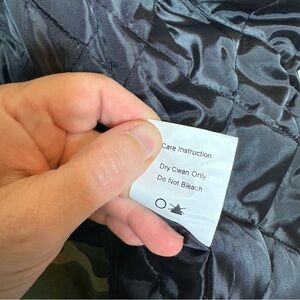 Care Instruction
Dry Clean Only
Do Not Bleach